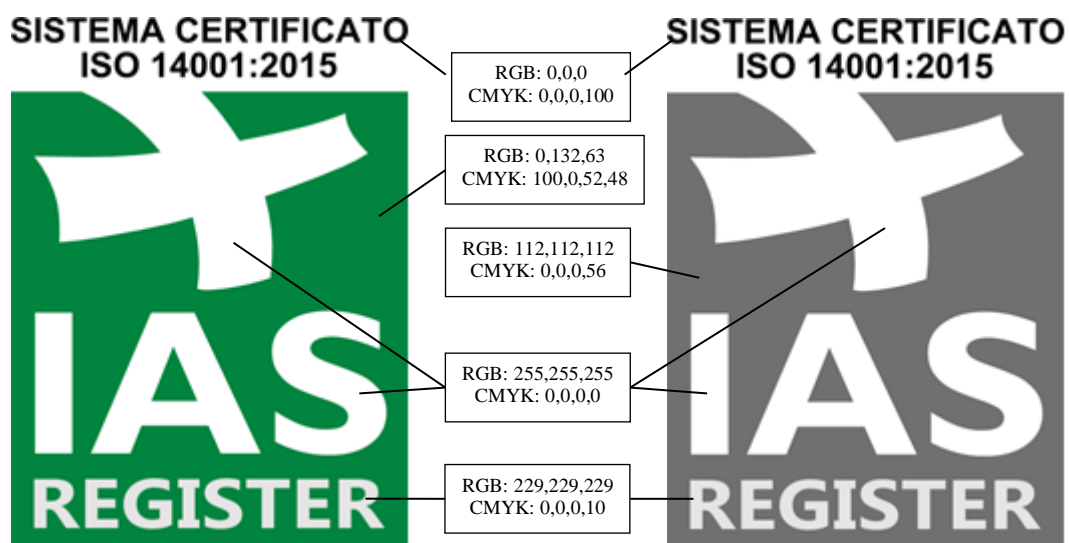 SISTEMA CERTIFICATO
ISO 14001:2015
IAS
REGISTER
RGB: 0,0,0
CMYK: 0,0,0,100
RGB: 0,132,63
CMYK: 100,0,52,48
RGB: 112,112,112
CMYK: 0,0,0,56
RGB: 255,255,255
CMYK: 0,0,0,0
RGB: 229,229,229
CMYK: 0,0,0,10
SISTEMA CERTIFICATO
ISO 14001:2015
IAS
REGISTER